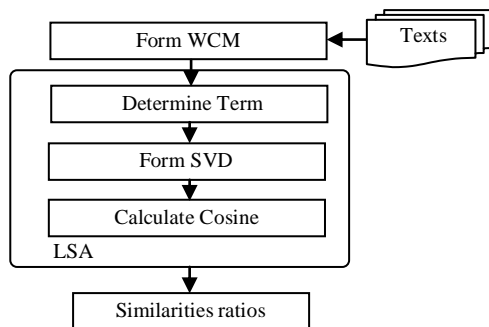 Form WCM
Texts
Determine Term
Form SVD
Calculate Cosine
LSA
Similarities ratios